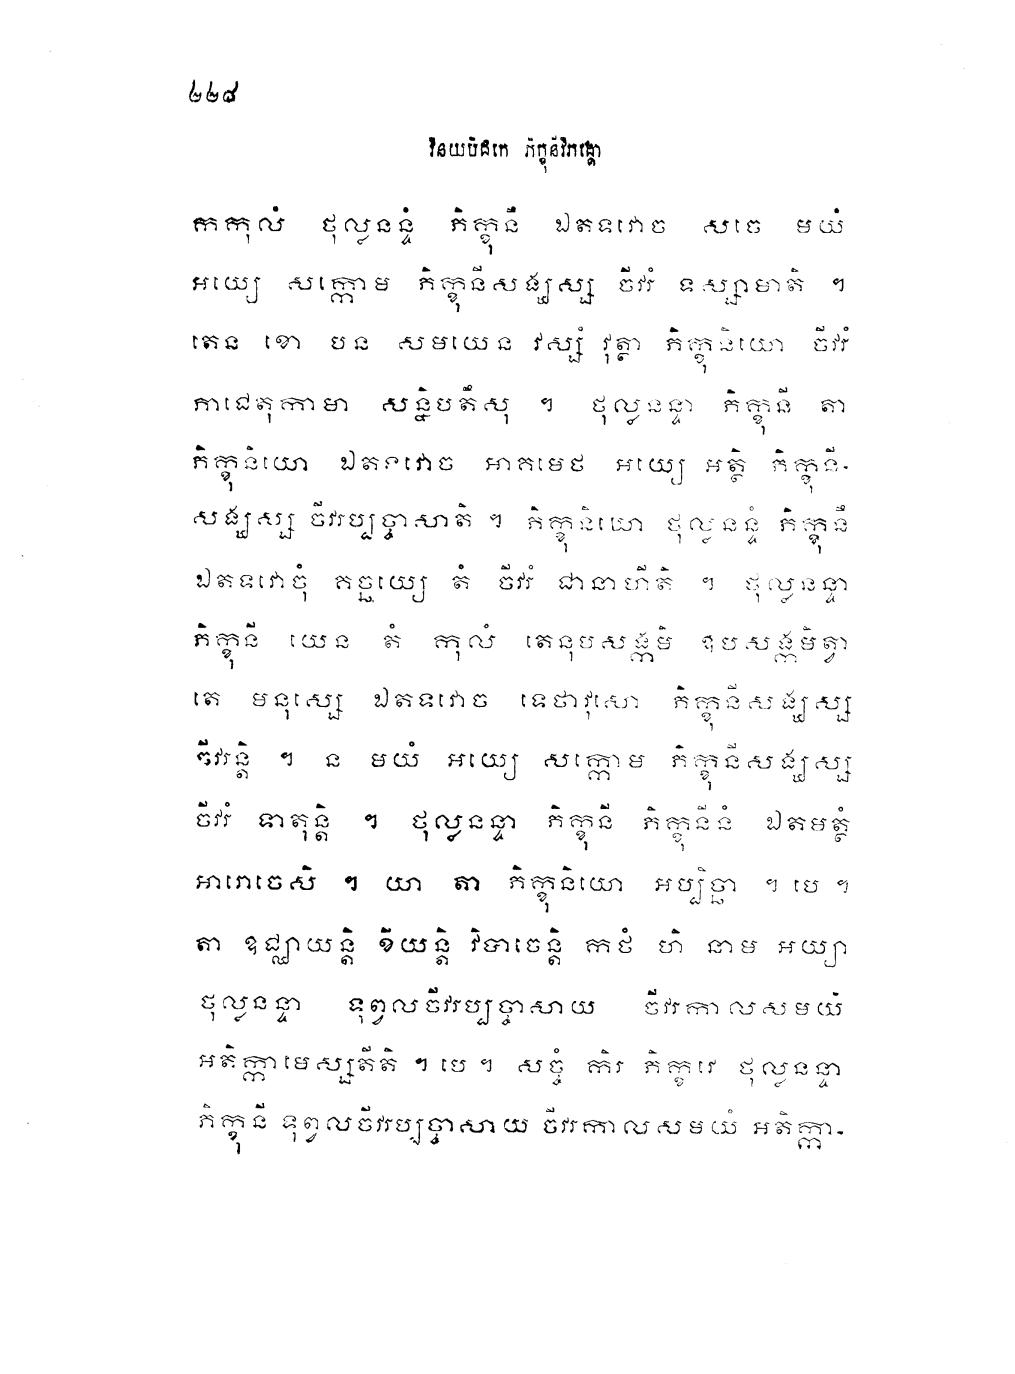 ២២៨
វិនយបិដកេ ភិក្ខុនីវិភង្គោ
កកុលំ ថុល្លនន្ទំ ភិក្ខុនឹ ឯតទវោច សចេ មយំ
អយ្យេ សក្កោម ភិក្ខុនីសង្ឃស្ស ចីវរំ ទស្សាមាតិ ។
តេន ខោ បន សមយេន វស្សំ វុត្ថា ភិក្ខុនិយោ ចីវរំ
ភាជេតុកាមា សន្និបតឹសុ ។ ថុល្លនន្ទា ភិក្ខុនី តា
ភិក្ខុនិយោ ឯតទវោច អាគមេថ អយ្យេ អត្ថិ ភិក្ខុនី-
សង្ឃស្ស ចីវរប្បច្ចាសាតិ ។ ភិក្ខុនិយោ ថុល្លនន្ទំ ភិក្ខុនឹ
ឯតទវោចុំ គច្ឆយ្យេ តំ ចីវរំ ជានាហីតិ ។ ថុល្លនន្ទា
ភិក្ខុនី យេន តំ កុលំ តេនុបសង្កមិ ឧបសង្កមិត្វា
តេ មនុស្សេ ឯតទវោច ទេថាវុសោ ភិក្ខុនីសង្ឃស្ស
ចីវរន្តិ ។ ន មយំ អយ្យេ សក្កោម ភិក្ខុនីសង្ឃស្ស
ចីវរំ ទាតុន្តិ ។ ថុល្លនន្ទា ភិក្ខុនី ភិក្ខុនីនំ ឯតមត្ថំ
អារោចេសិ ។ យា តា ភិក្ខុនិយោ អប្បិច្ឆា ។ បេ ។
តា ឧជ្ឈាយន្តិ ខីយន្តិ វិបាចេន្តិ កថំ ហិ នាម អយ្យា
ថុល្លនន្ទា ទុព្វលចីវរប្បច្ចាសាយ ចីវរកាលសមយំ
អតិក្កាមេស្សតីតិ ។ បេ ។ សច្ចំ កិរ ភិក្ខវេ ថុល្លនន្ទា
ភិក្ខុនី ទុព្វលចីវរប្បច្ចាសាយ ចីវរកាលសមយំ អតិក្កា-